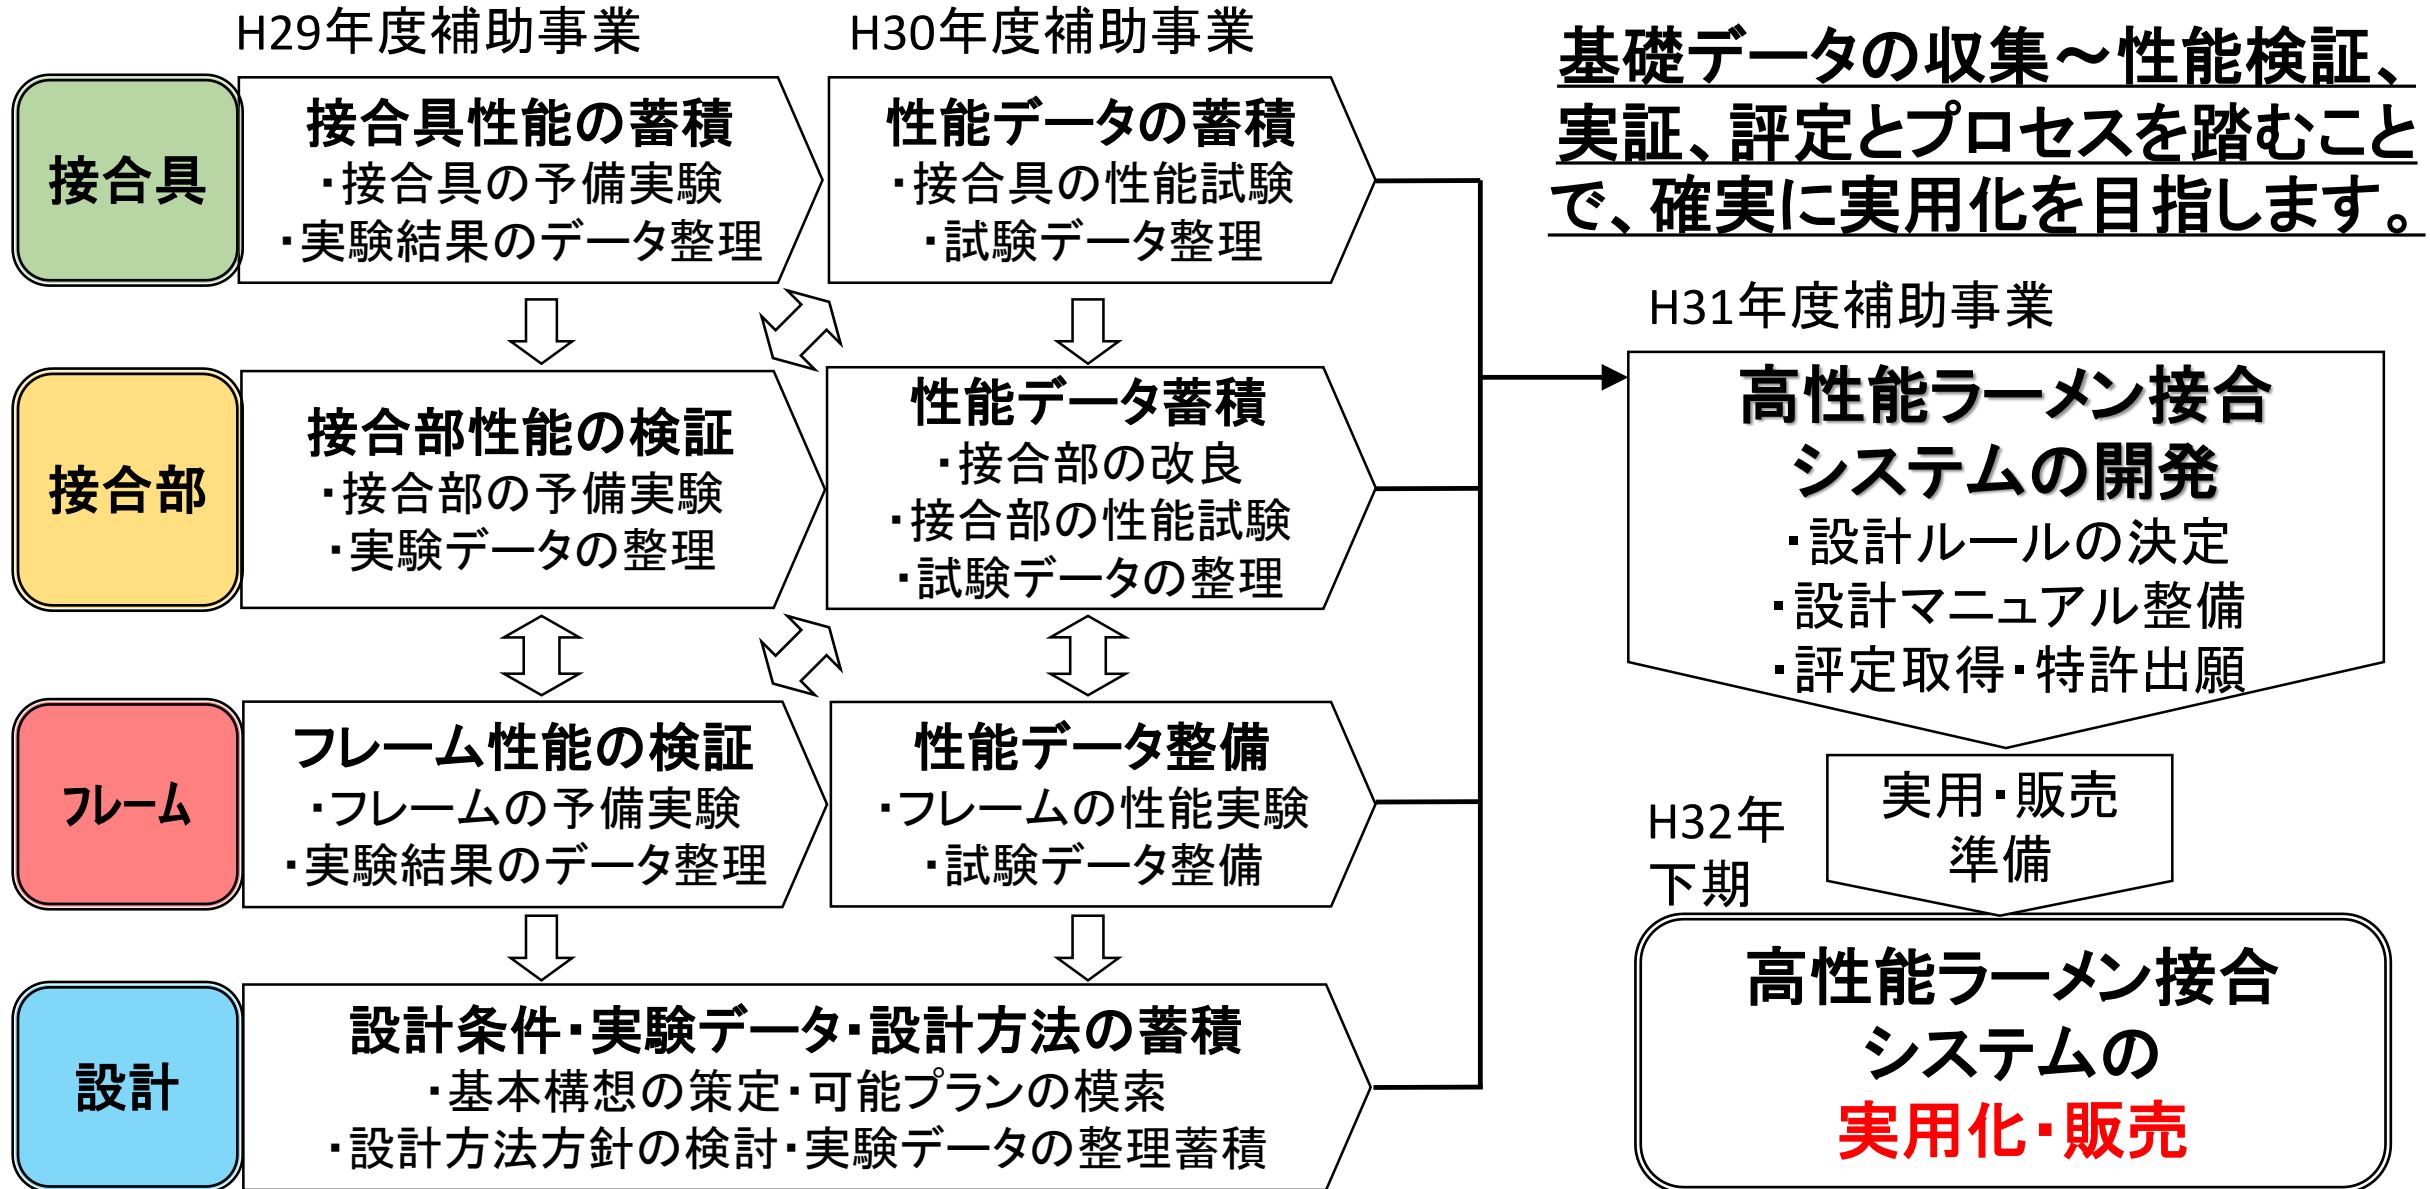 H29年度補助事業
H30年度補助事業
接合具
接合具性能の蓄積
・接合具の予備実験
・実験結果のデータ整理
性能データの蓄積
・接合具の性能試験
・試験データ整理
接合部
接合部性能の検証
・接合部の予備実験
・実験データの整理
性能データ蓄積
・接合部の改良
・接合部の性能試験
・試験データの整理
フレーム
フレーム性能の検証
・フレームの予備実験
・実験結果のデータ整理
性能データ整備
・フレームの性能実験
・試験データ整備
設計
設計条件・実験データ・設計方法の蓄積
・基本構想の策定・可能プランの模索
・設計方法方針の検討・実験データの整理蓄積
基礎データの収集～性能検証、
実証、評定とプロセスを踏むこと
で、確実に実用化を目指します。
H31年度補助事業
高性能ラーメン接合
システムの開発
・設計ルールの決定
・設計マニュアル整備
・評定取得・特許出願
H32年
下期
実用・販売
準備
高性能ラーメン接合
システムの
実用化・販売